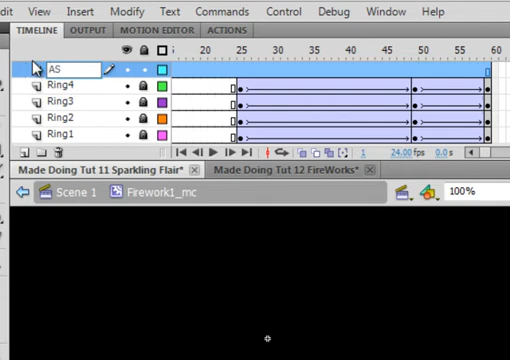 dit View Insert Modify Text Commands Control Debug Window Help
TIMELINE OUTPUT MOTION EDITOR ACTIONS
20 25 30 35 40 45 50 55 60
AS
Ring4
Ring3
Ring2
Ring1
1 24.00 fps 0.0 s
Made Doing Tut 11 Sparkling Flair* Made Doing Tut 12 FireWorks*
Scene 1 Firework1_mc 100%